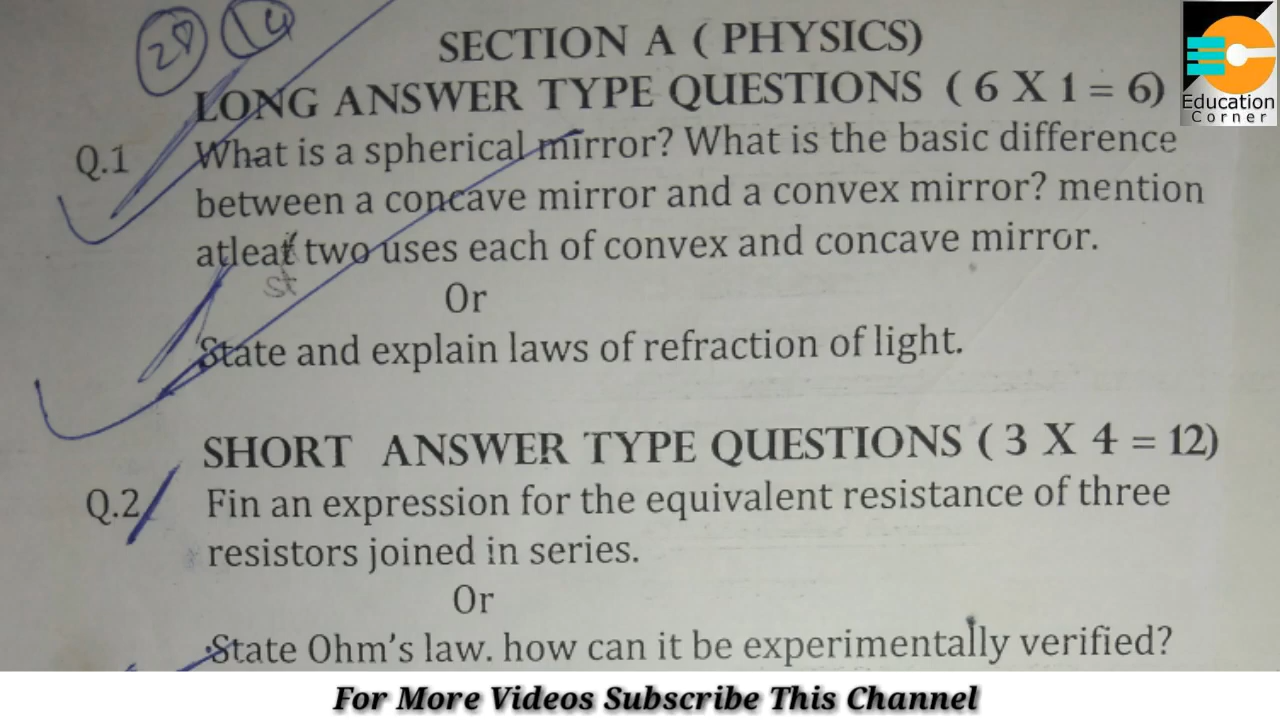 28 14
SECTION A ( PHYSICS)
LONG ANSWER TYPE QUESTIONS ( 6 X 1 = 6)
Education
Corner
Q.1 What is a spherical mirror? What is the basic difference
between a concave mirror and a convex mirror? mention
atleat two uses each of convex and concave mirror.
st
Or
State and explain laws of refraction of light.
SHORT ANSWER TYPE QUESTIONS ( 3 X 4 = 12)
Q.2 Fin an expression for the equivalent resistance of three
resistors joined in series.
Or
State Ohm's law. how can it be experimentally verified?
For More Videos Subscribe This Channel